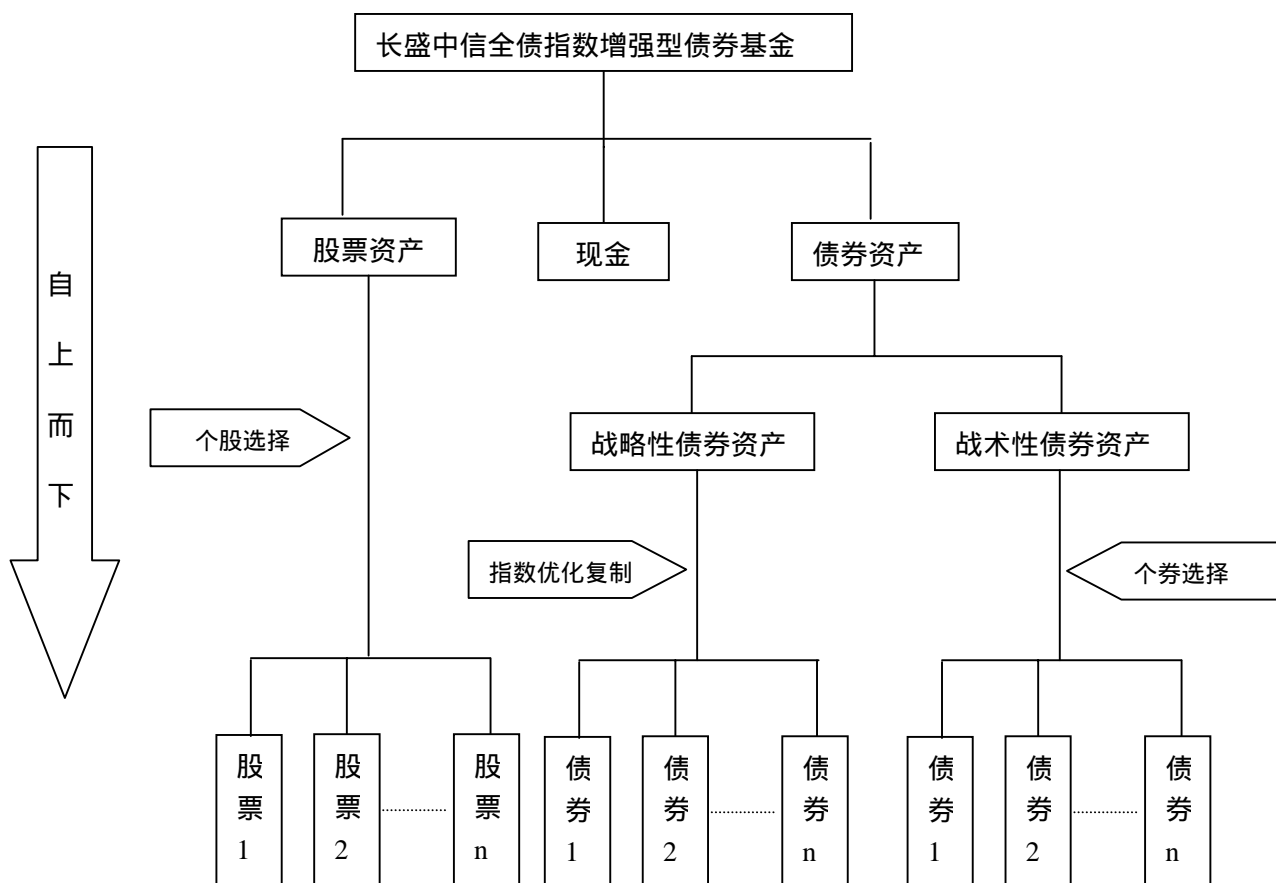 长盛中信全债指数增强型债券基金
股票资产
现金
债券资产
自上而下
个股选择
战略性债券资产
战术性债券资产
指数优化复制
个券选择
股票1
股票2
股票n
债券1
债券2
债券n
债券1
债券2
债券n